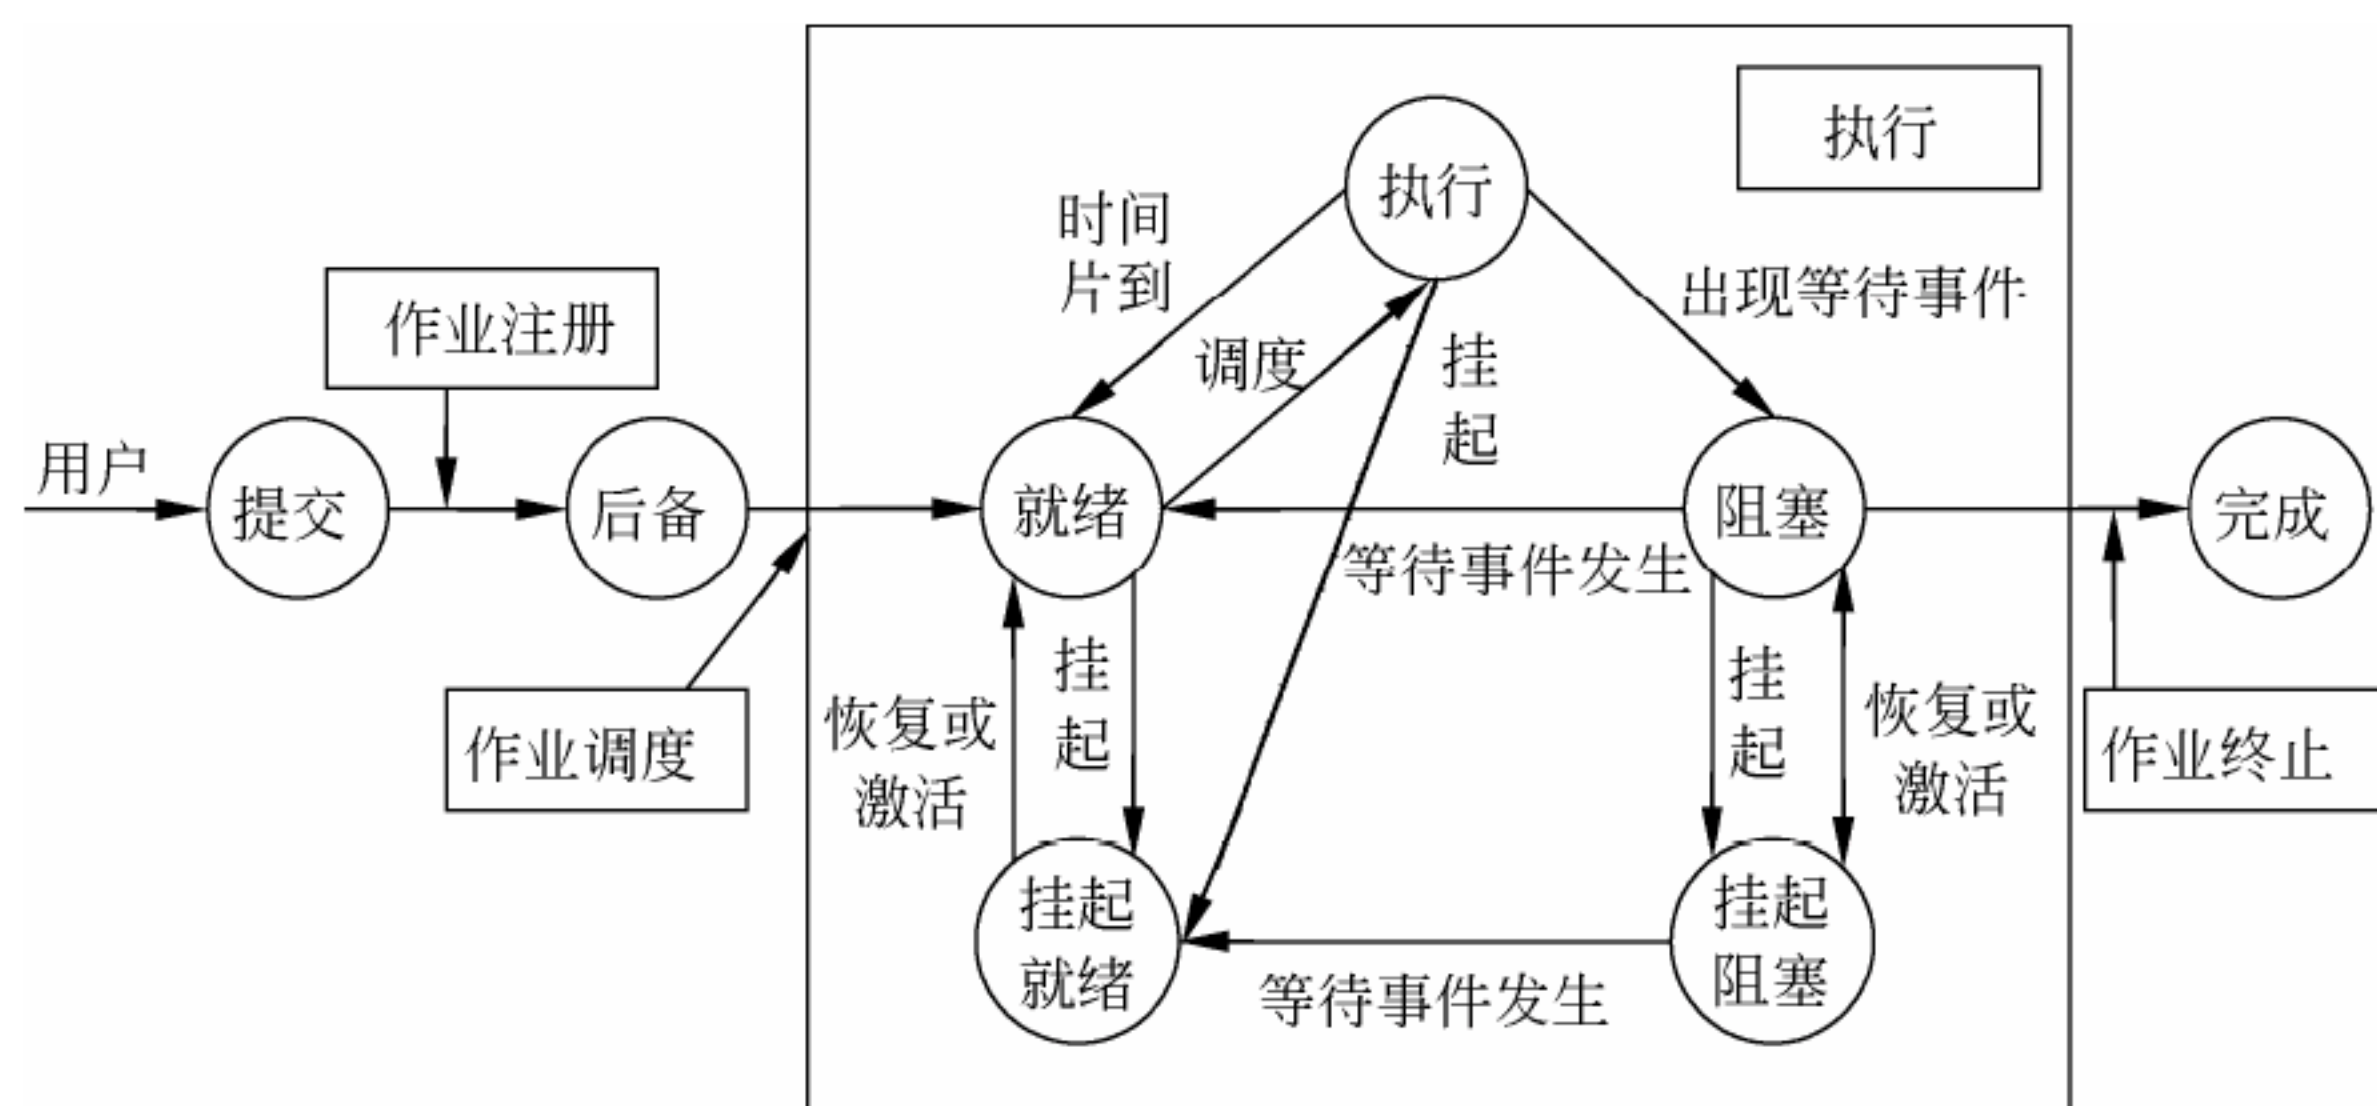 执行
执行
时间
片到
出现等待事件
作业注册
调度
挂
起
用户
提交
后备
就绪
阻塞
完成
等待事件发生
挂
起
挂
起
恢复或
激活
恢复或
激活
作业调度
作业终止
挂起
就绪
挂起
阻塞
等待事件发生